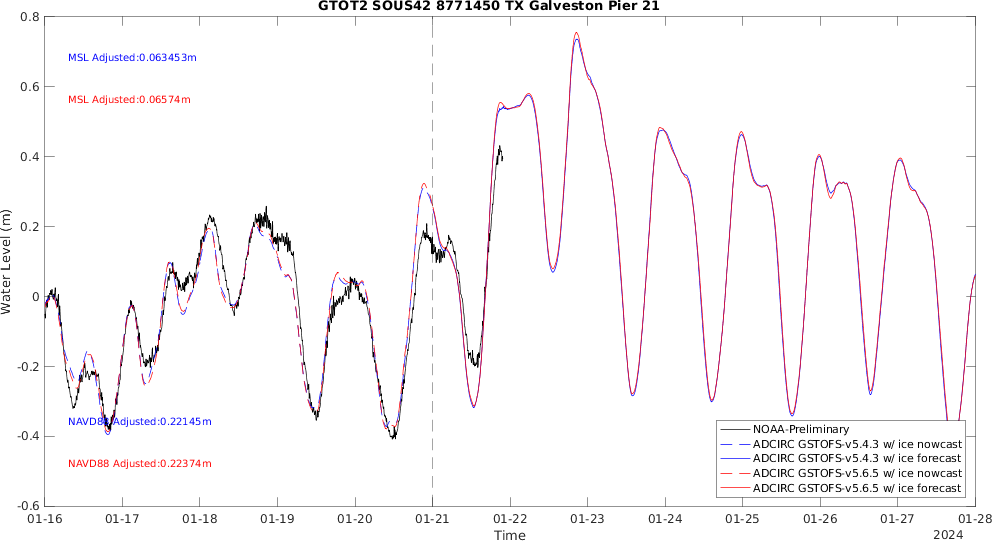 GTOT2 SOUS42 8771450 TX Galveston Pier 21
0.8
0.6
0.4
0.2
0
-0.2
-0.4
-0.6
Water Level (m)
MSL Adjusted:0.063453m
MSL Adjusted:0.06574m
NAVD88 Adjusted:0.22145m
NAVD88 Adjusted:0.22374m
NOAA-Preliminary
ADCIRC GSTOFS-v5.4.3 w/ ice nowcast
ADCIRC GSTOFS-v5.4.3 w/ ice forecast
ADCIRC GSTOFS-v5.6.5 w/ ice nowcast
ADCIRC GSTOFS-v5.6.5 w/ ice forecast
01-16 01-17 01-18 01-19 01-20 01-21 01-22 01-23 01-24 01-25 01-26 01-27 01-28
Time
2024